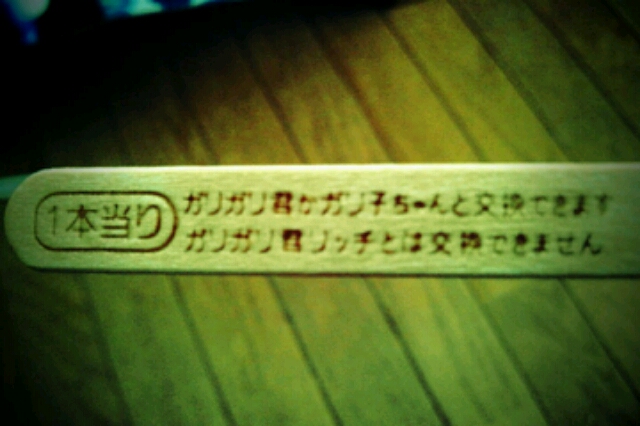 1本当り
ガリガリ君かガリ子ちゃんと交換できます
ガリガリ君リッチとは交換できません